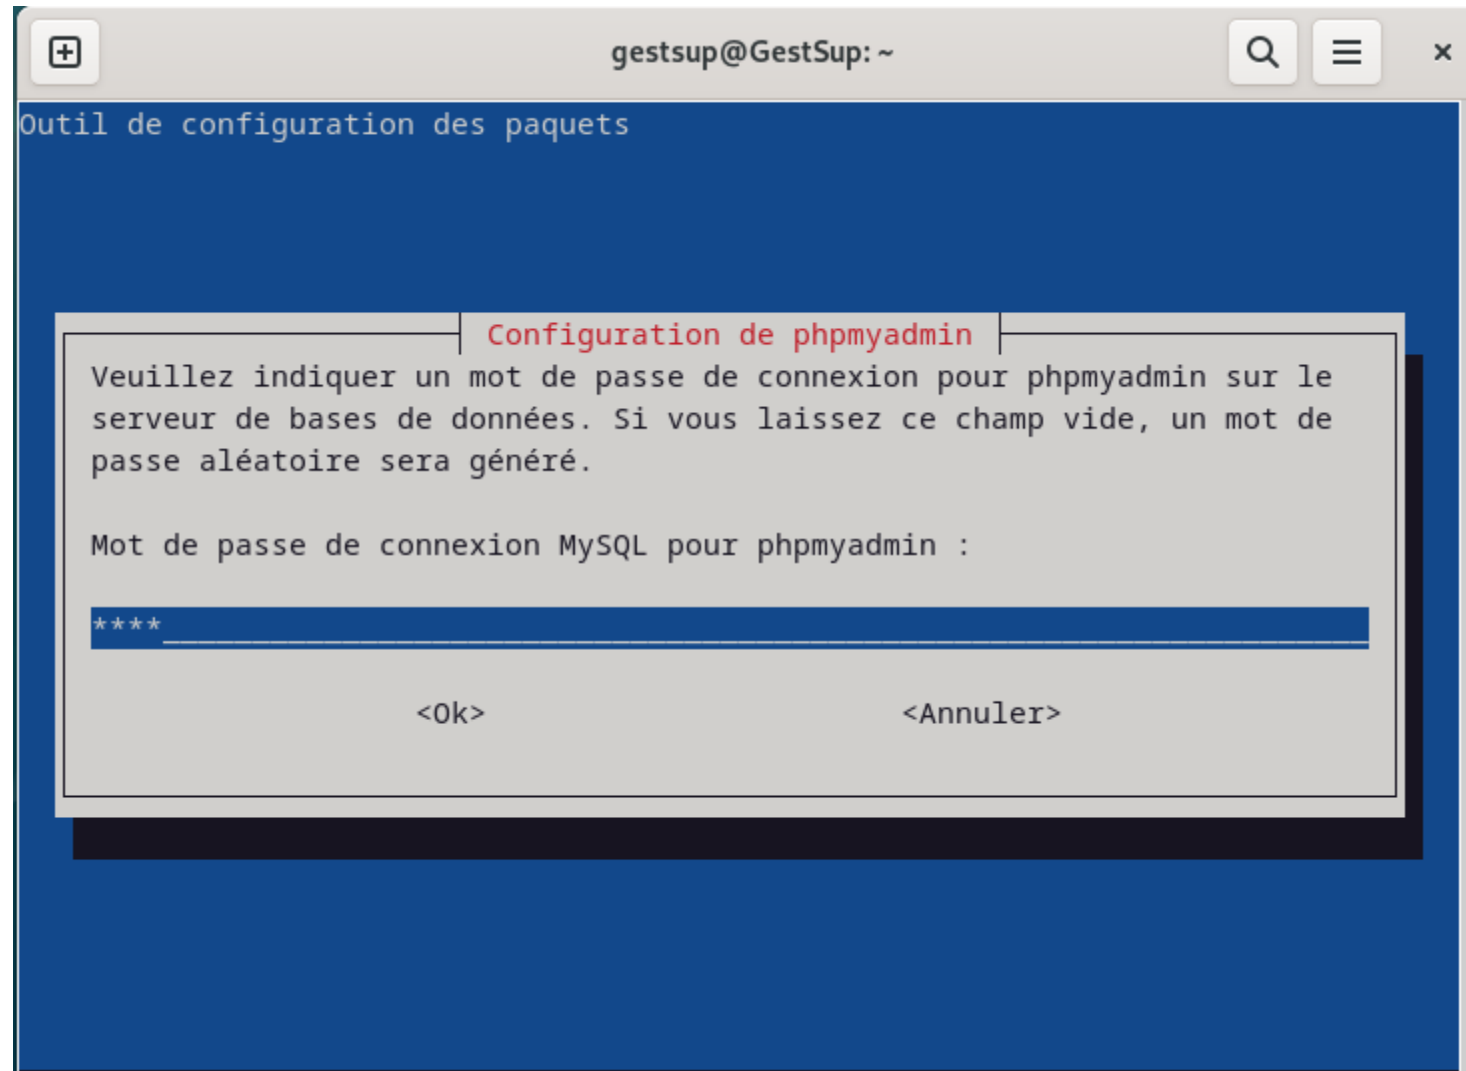 gestsup@GestSup: ~
Outil de configuration des paquets
Configuration de phpmyadmin
Veuillez indiquer un mot de passe de connexion pour phpmyadmin sur le
serveur de bases de données. Si vous laissez ce champ vide, un mot de
passe aléatoire sera généré.
Mot de passe de connexion MySQL pour phpmyadmin :
****
<Ok> <Annuler>